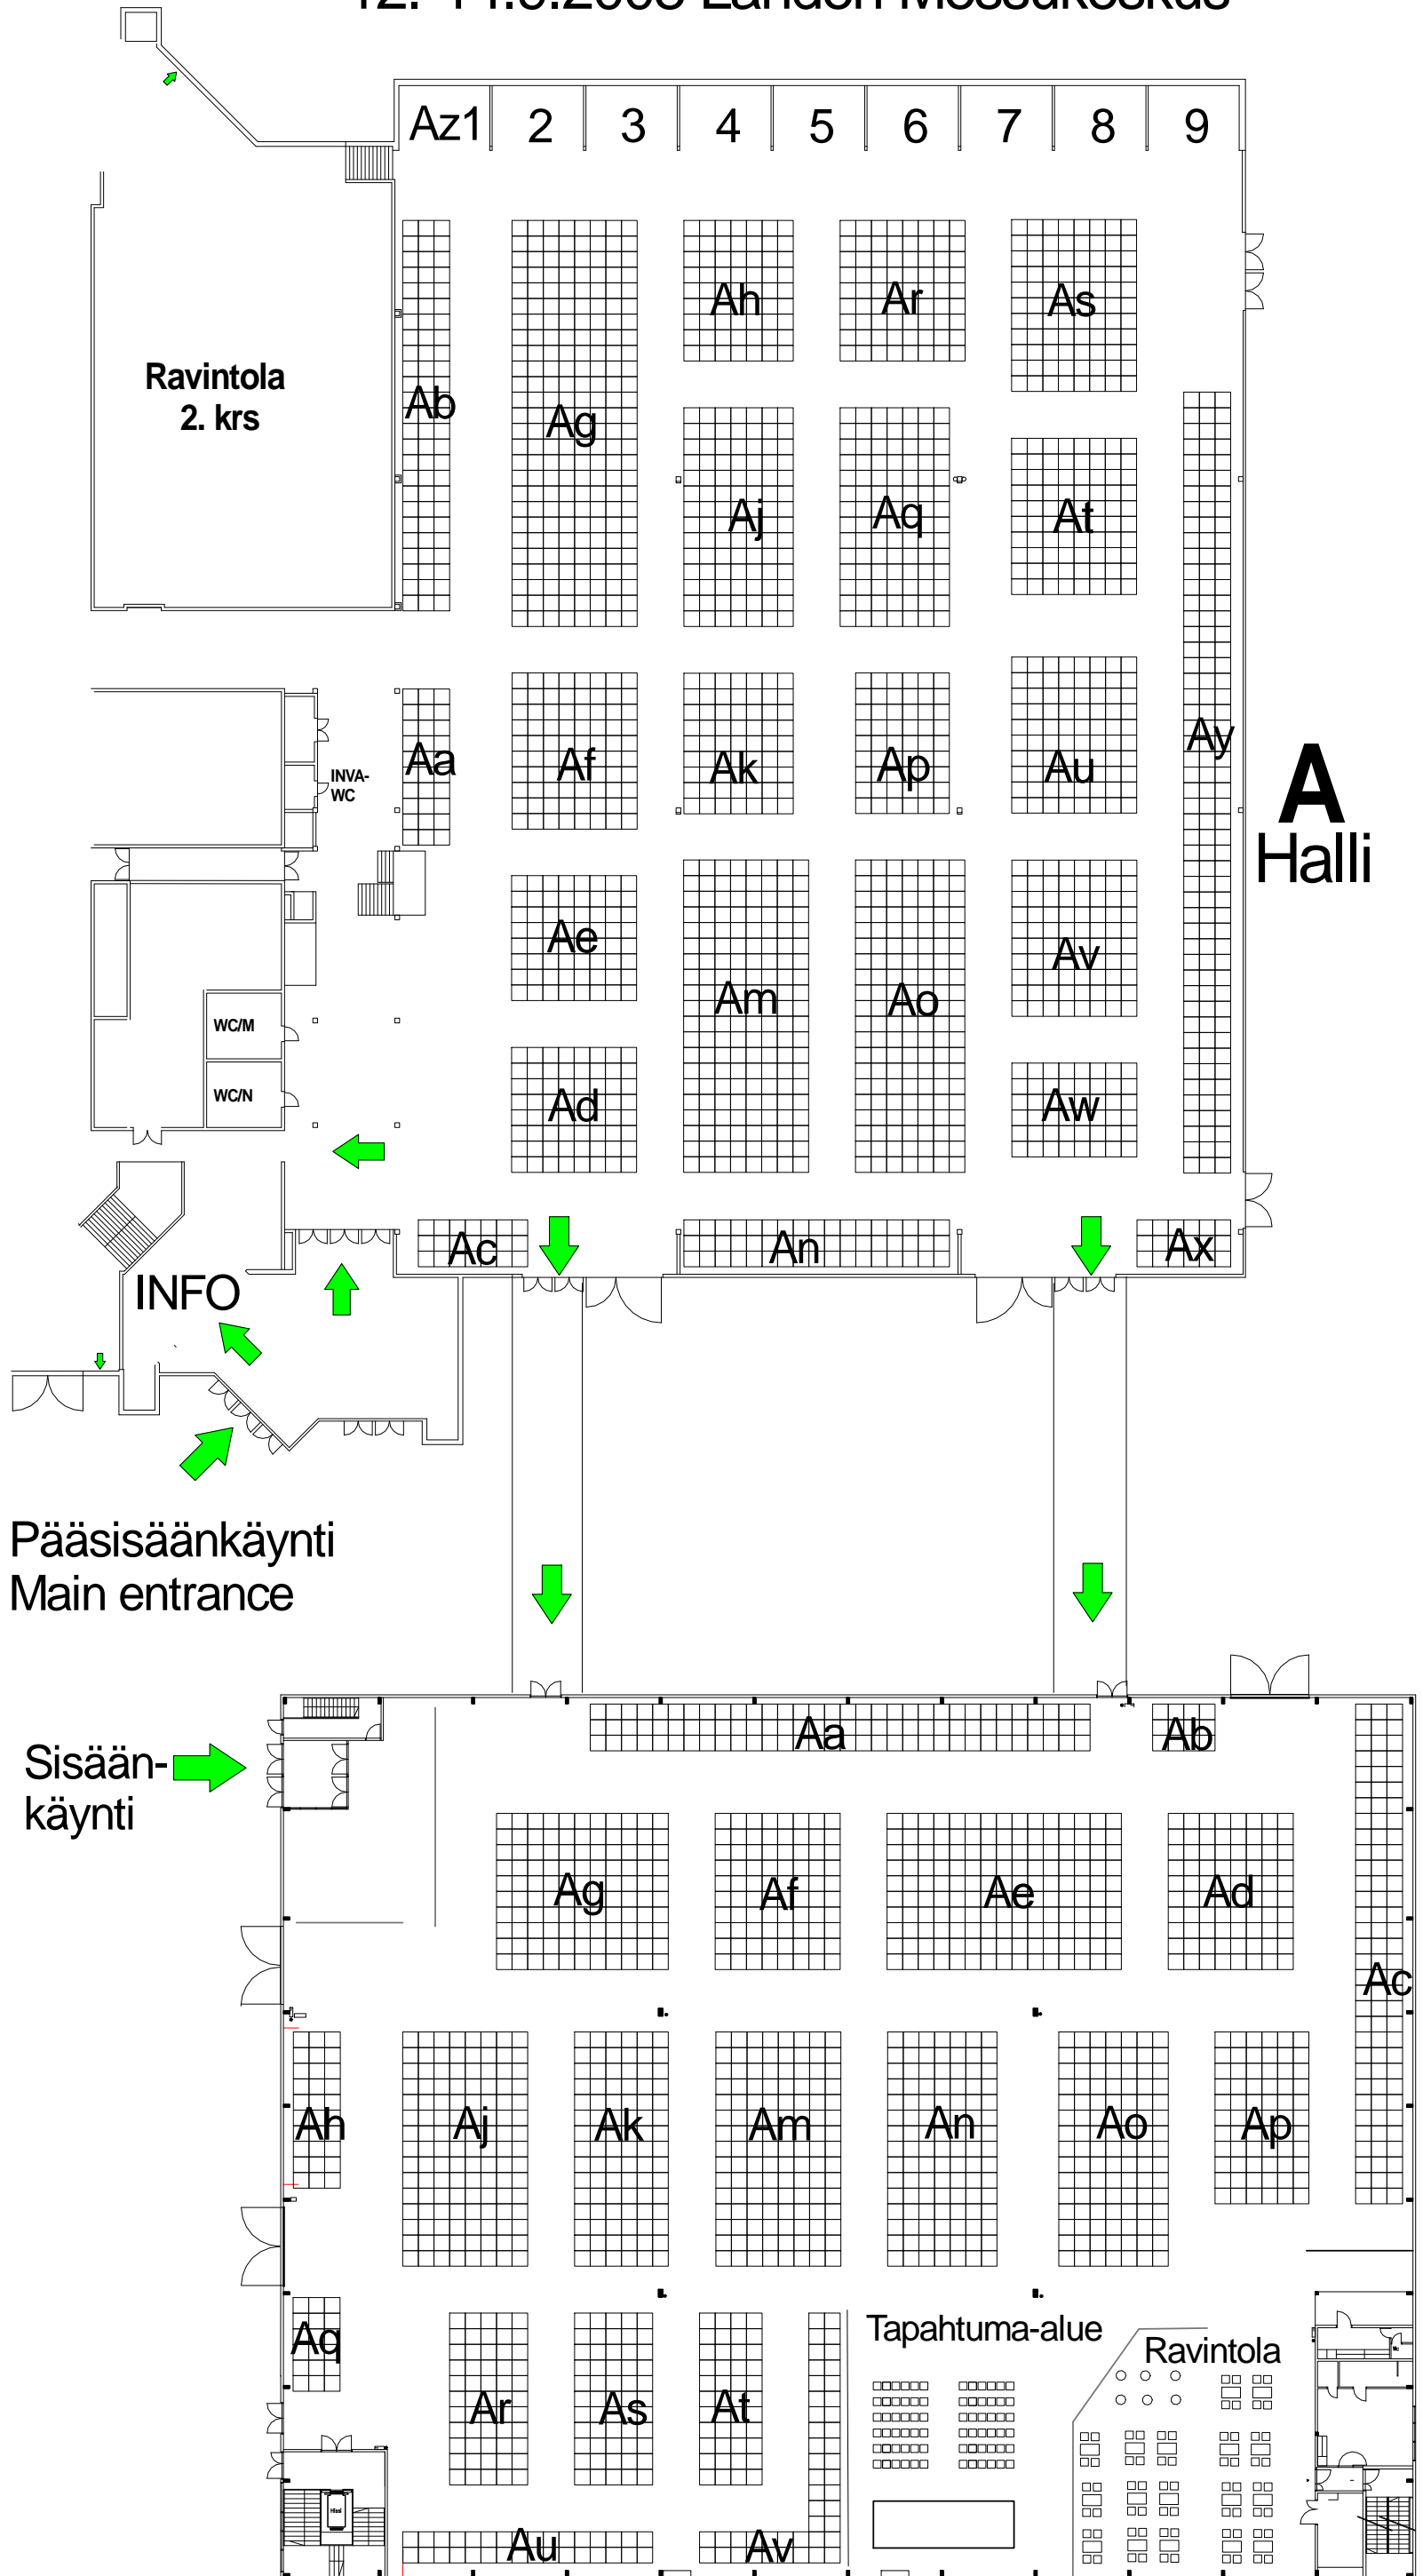 Az1 2 3 4 5 6 7 8 9
Ah Ar As
Ravintola
2. krs
Ab Ag
Aj Aq At
Ay
Aa Af Ak Ap Au
INVA-
WC
A
Halli
Ae Av
Am Ao
WC/M
WC/N
Ad Aw
Ac An Ax
INFO
Pääsisäänkäynti
Main entrance
Aa Ab
Sisään-
käynti
Ag Af Ae Ad
Ac
Ah Aj Ak Am An Ao Ap
Tapahtuma-alue
Ravintola
Aq
Ar As At
Au Av